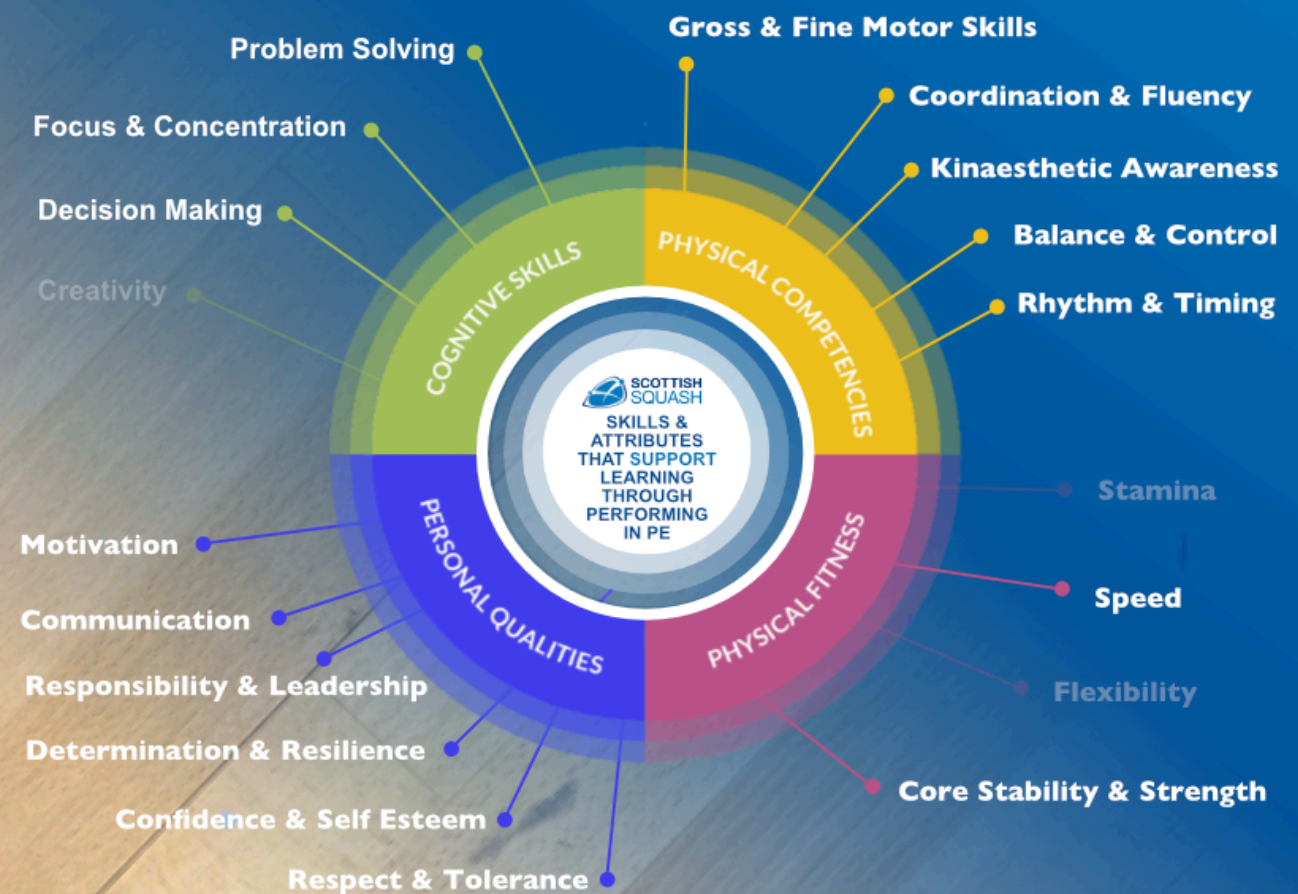 Problem Solving
Focus & Concentration
Decision Making
Creativity
COGNITIVE SKILLS
Gross & Fine Motor Skills
Coordination & Fluency
Kinaesthetic Awareness
Balance & Control
Rhythm & Timing
PHYSICAL COMPETENCIES
SCOTTISH
SQUASH
SKILLS &
ATTRIBUTES
THAT SUPPORT
LEARNING
THROUGH
PERFORMING
IN PE
PERSONAL QUALITIES
Motivation
Communication
Responsibility & Leadership
Determination & Resilience
Confidence & Self Esteem
Respect & Tolerance
PHYSICAL FITNESS
Stamina
Speed
Flexibility
Core Stability & Strength